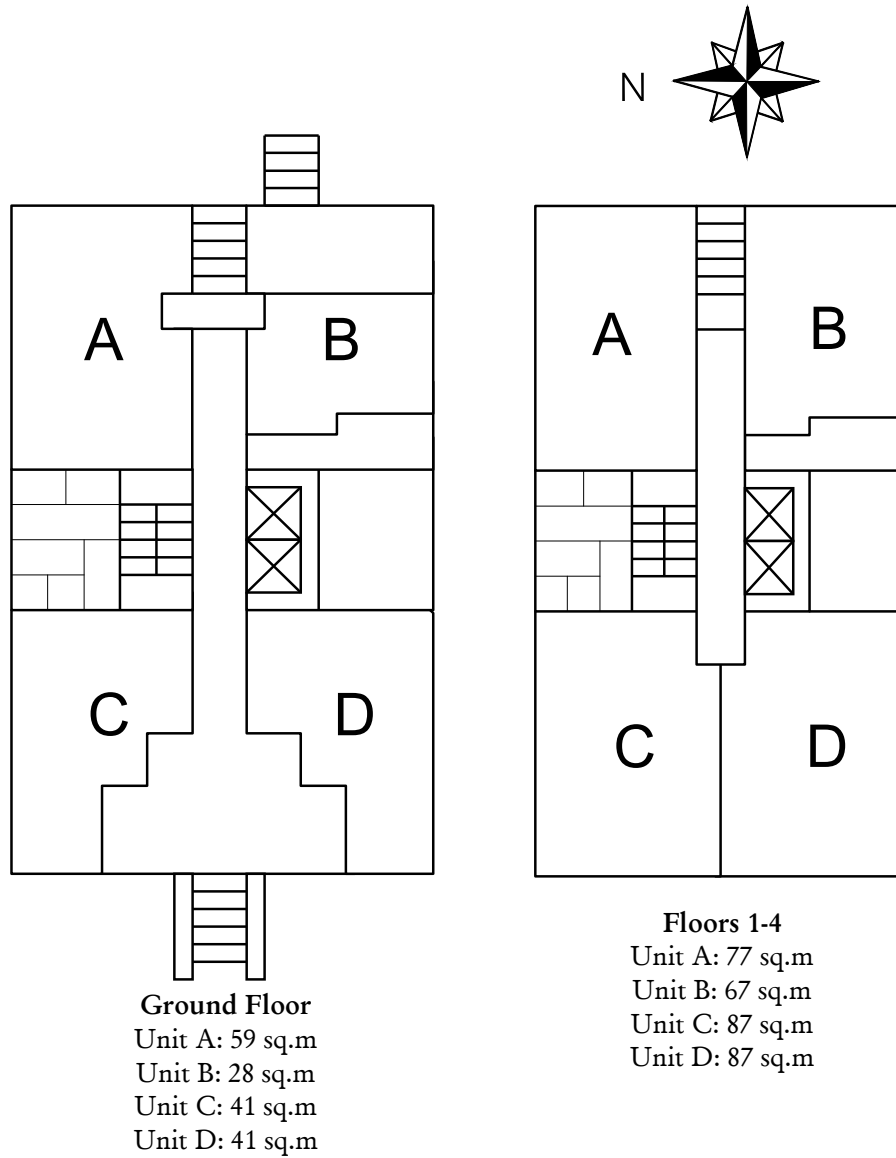 N
A
B
C
D
Ground Floor
Unit A: 59 sq.m
Unit B: 28 sq.m
Unit C: 41 sq.m
Unit D: 41 sq.m
A
B
C
D
Floors 1-4
Unit A: 77 sq.m
Unit B: 67 sq.m
Unit C: 87 sq.m
Unit D: 87 sq.m